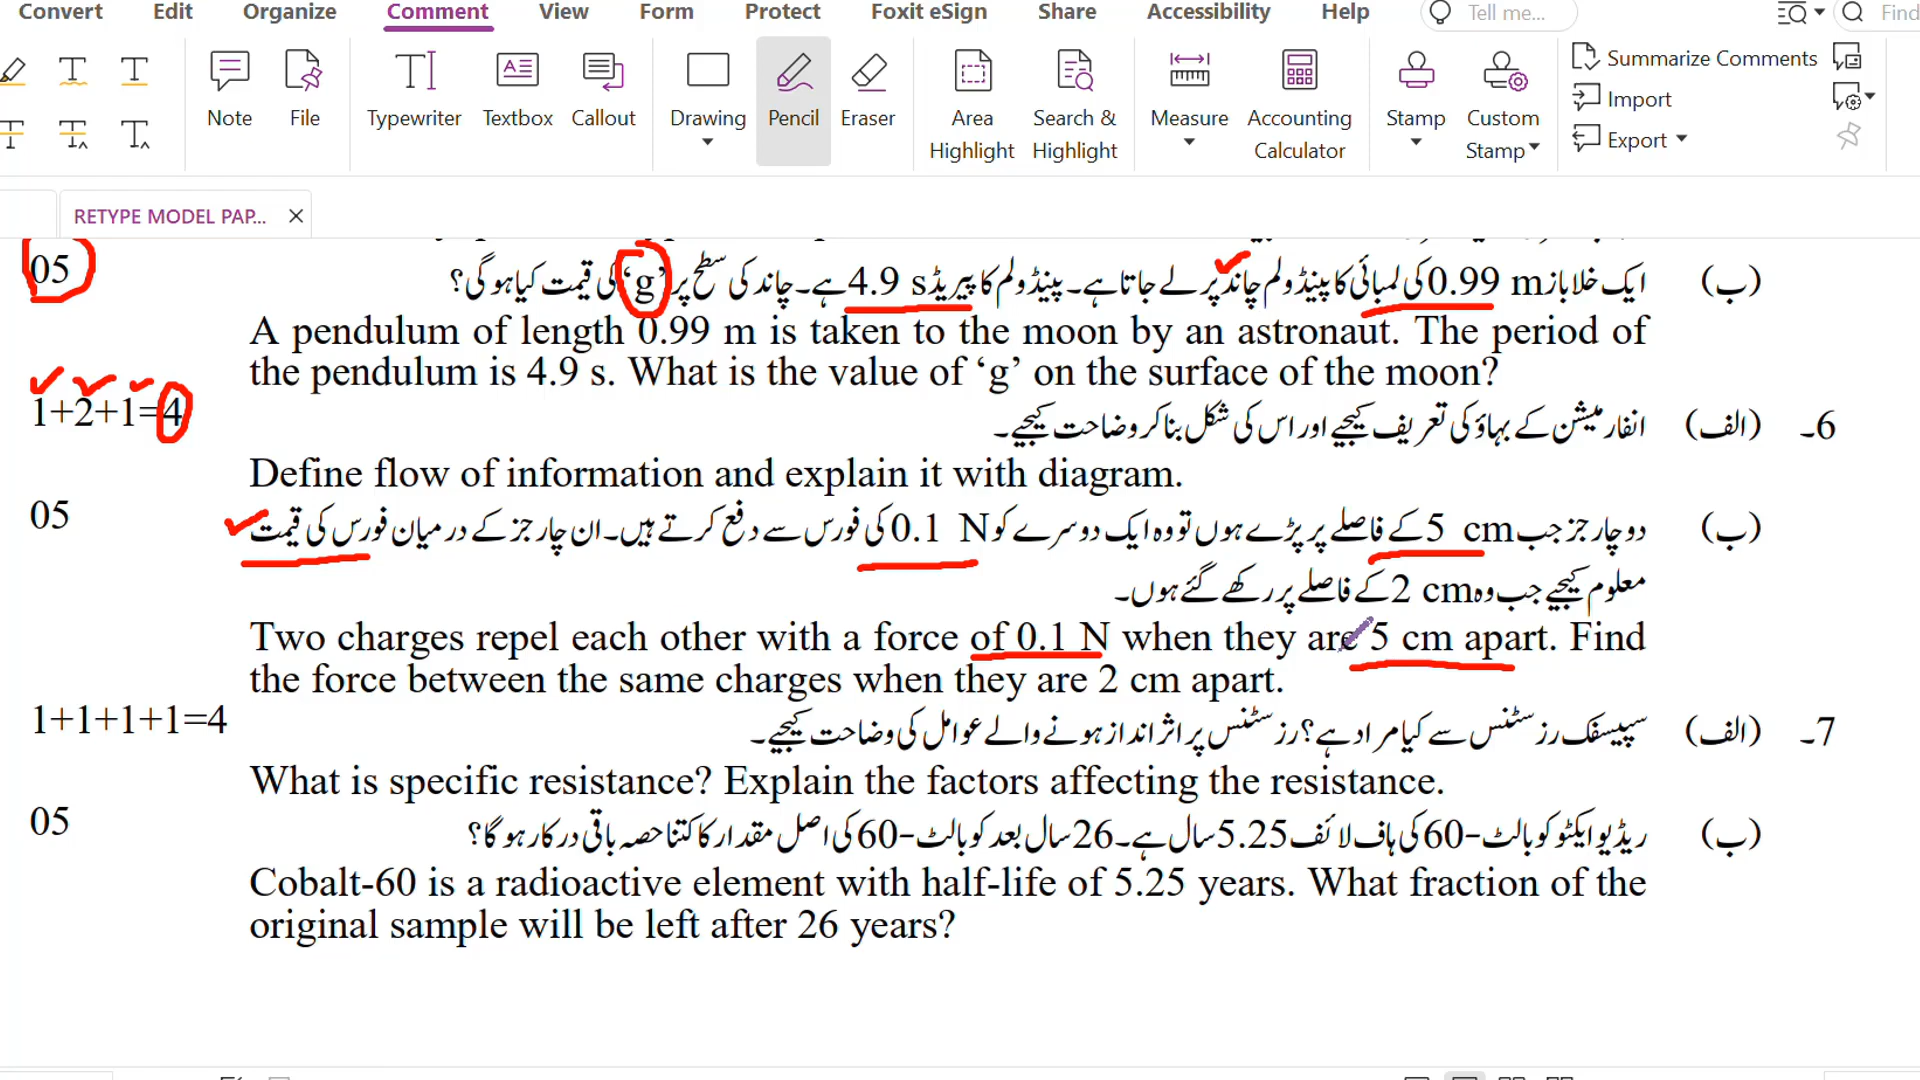 Convert Edit Organize Comment View Form Protect Foxit eSign Share Accessibility Help Tell me... Find
Note File Typewriter Textbox Callout Drawing Pencil Eraser Area Highlight Search & Highlight Measure Accounting Calculator Stamp Custom Stamp Summarize Comments
Import
Export
RETYPE MODEL PAP...
05
(ب) ایک خلا باز 0.99 m کی لمبائی کا پینڈولم چاند پر لے جاتا ہے۔ پینڈولم کا پیریڈ 4.9 s ہے۔ چاند کی سطح پر 'g' کی قیمت کیا ہو گی؟
A pendulum of length 0.99 m is taken to the moon by an astronaut. The period of
the pendulum is 4.9 s. What is the value of ‘g’ on the surface of the moon?
1+2+1=4
6۔ (الف) انفارمیشن کے بہاؤ کی تعریف کیجیے اور اس کی شکل بنا کر وضاحت کیجیے۔
Define flow of information and explain it with diagram.
05
(ب) دو چارجز جب 5 cm کے فاصلے پر پڑے ہوں تو وہ ایک دوسرے کو 0.1 N کی فورس سے دفع کرتے ہیں۔ ان چارجز کے درمیان فورس کی قیمت
معلوم کیجیے جب وہ 2 cm کے فاصلے پر رکھے گئے ہوں۔
Two charges repel each other with a force of 0.1 N when they are 5 cm apart. Find
the force between the same charges when they are 2 cm apart.
1+1+1+1=4
7۔ (الف) سپیسفک رزسٹنس سے کیا مراد ہے؟ رزسٹنس پر اثر انداز ہونے والے عوامل کی وضاحت کیجیے۔
What is specific resistance? Explain the factors affecting the resistance.
05
(ب) ریڈیو ایکٹو کوبالٹ-60 کی ہاف لائف 5.25 سال ہے۔ 26 سال بعد کوبالٹ-60 کی اصل مقدار کا کتنا حصہ باقی درکار ہو گا؟
Cobalt-60 is a radioactive element with half-life of 5.25 years. What fraction of the
original sample will be left after 26 years?